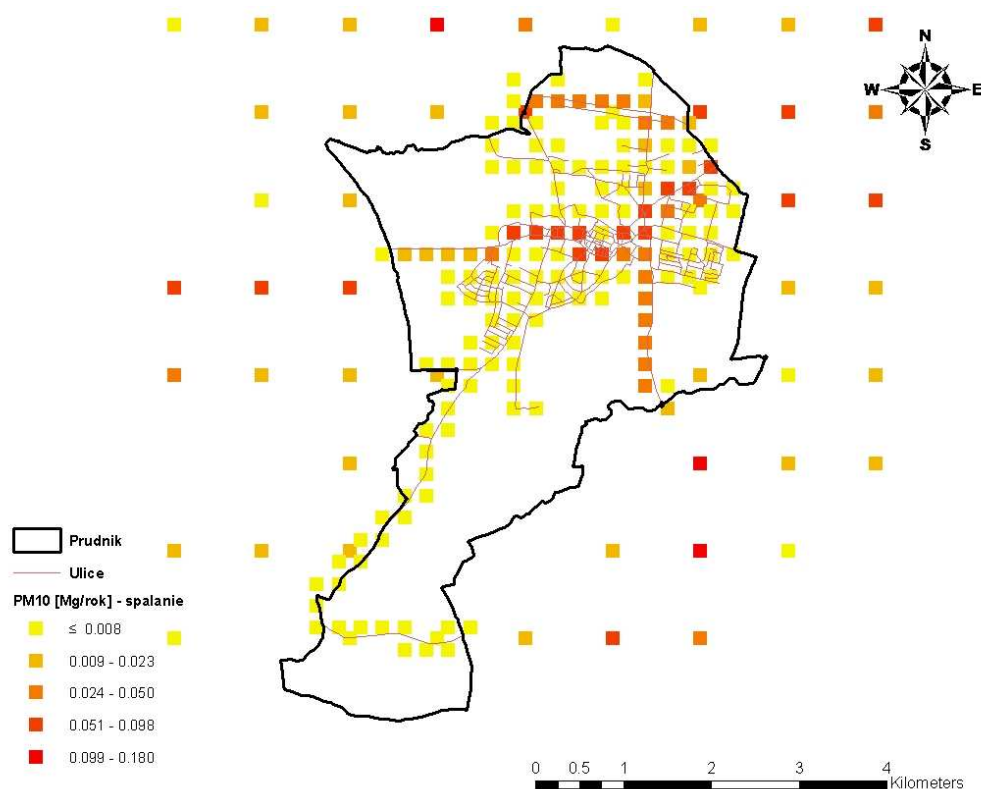 N
W E
S
Prudnik
Ulice
PM10 [Mg/rok] - spalanie
≤ 0.008
0.009 - 0.023
0.024 - 0.050
0.051 - 0.098
0.099 - 0.180
0 0.5 1 2 3 4
Kilometers